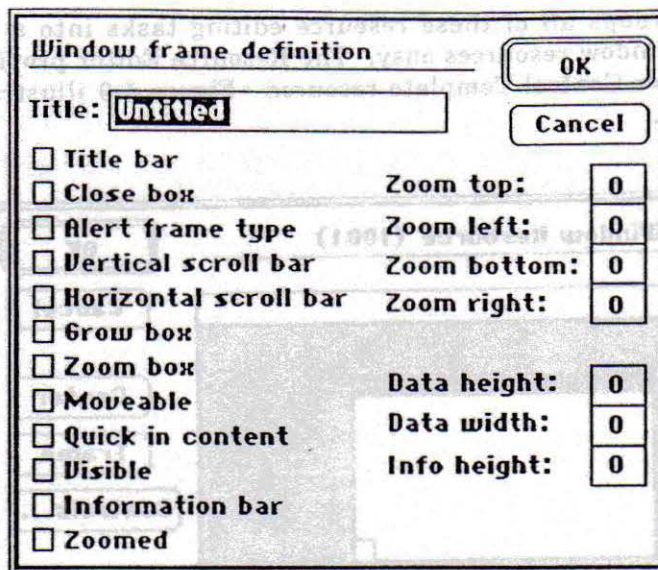 Window frame definition
OK
Title: Untitled
Cancel
Title bar
Close box
Alert frame type
Vertical scroll bar
Horizontal scroll bar
Grow box
Zoom box
Moveable
Quick in content
Visible
Information bar
Zoomed
Zoom top: 0
Zoom left: 0
Zoom bottom: 0
Zoom right: 0
Data height: 0
Data width: 0
Info height: 0